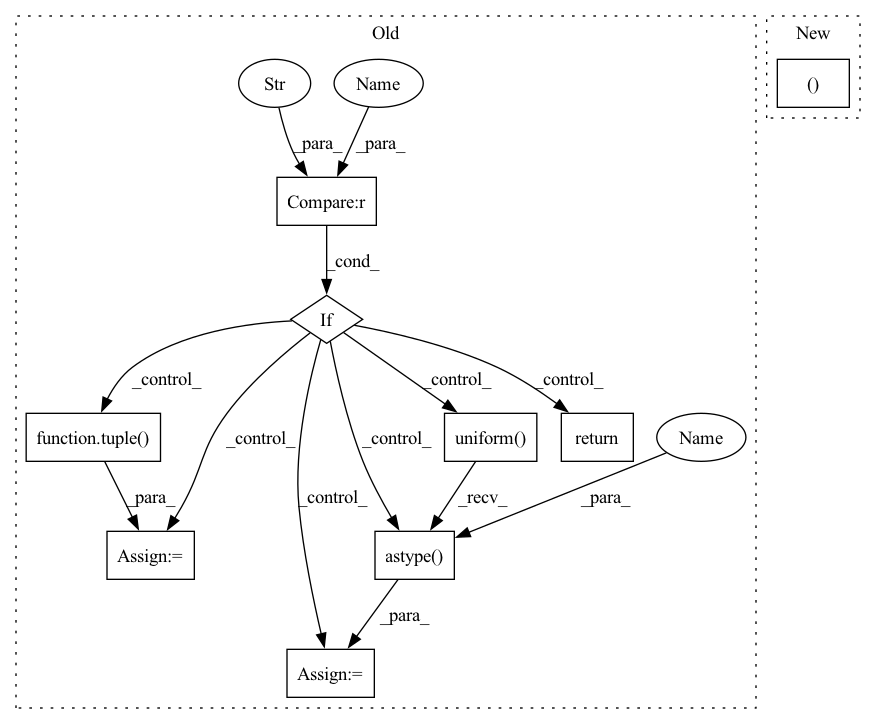 Old
New
Str
Name
()
_para_
_para_
Compare:r
_cond_
If
_control_
_control_
_control_
_control_
_control_
_control_
function.tuple()
uniform()
return
Name
_para_
_recv_
_para_
Assign:=
astype()
_para_
Assign:=